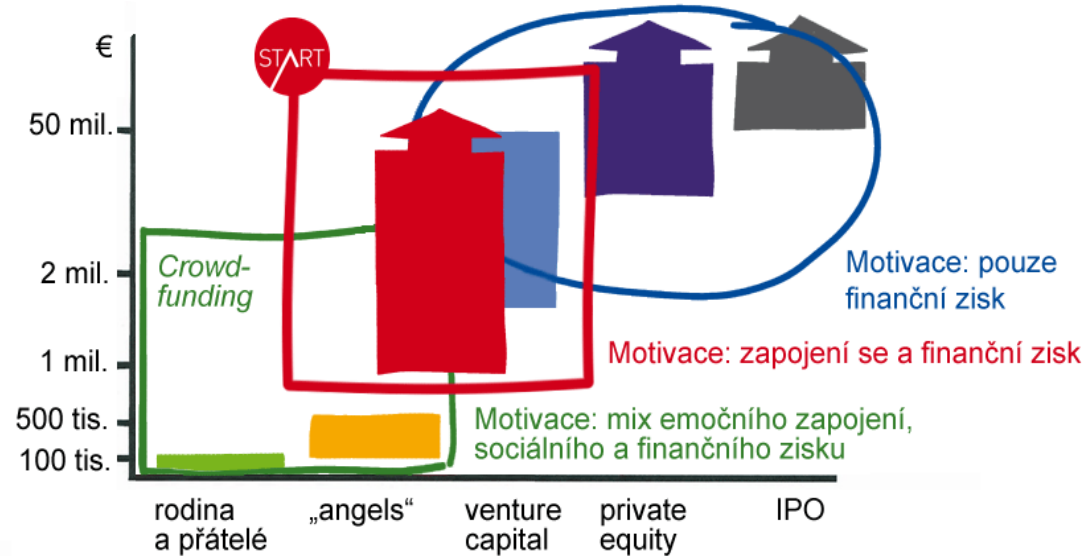 €
START
50 mil.
2 mil.
1 mil.
500 tis.
100 tis.
Crowd-
funding
Motivace: pouze
finanční zisk
Motivace: zapojení se a finanční zisk
Motivace: mix emočního zapojení,
sociálního a finančního zisku
rodina
a přátelé
„angels“
venture
capital
private
equity
IPO